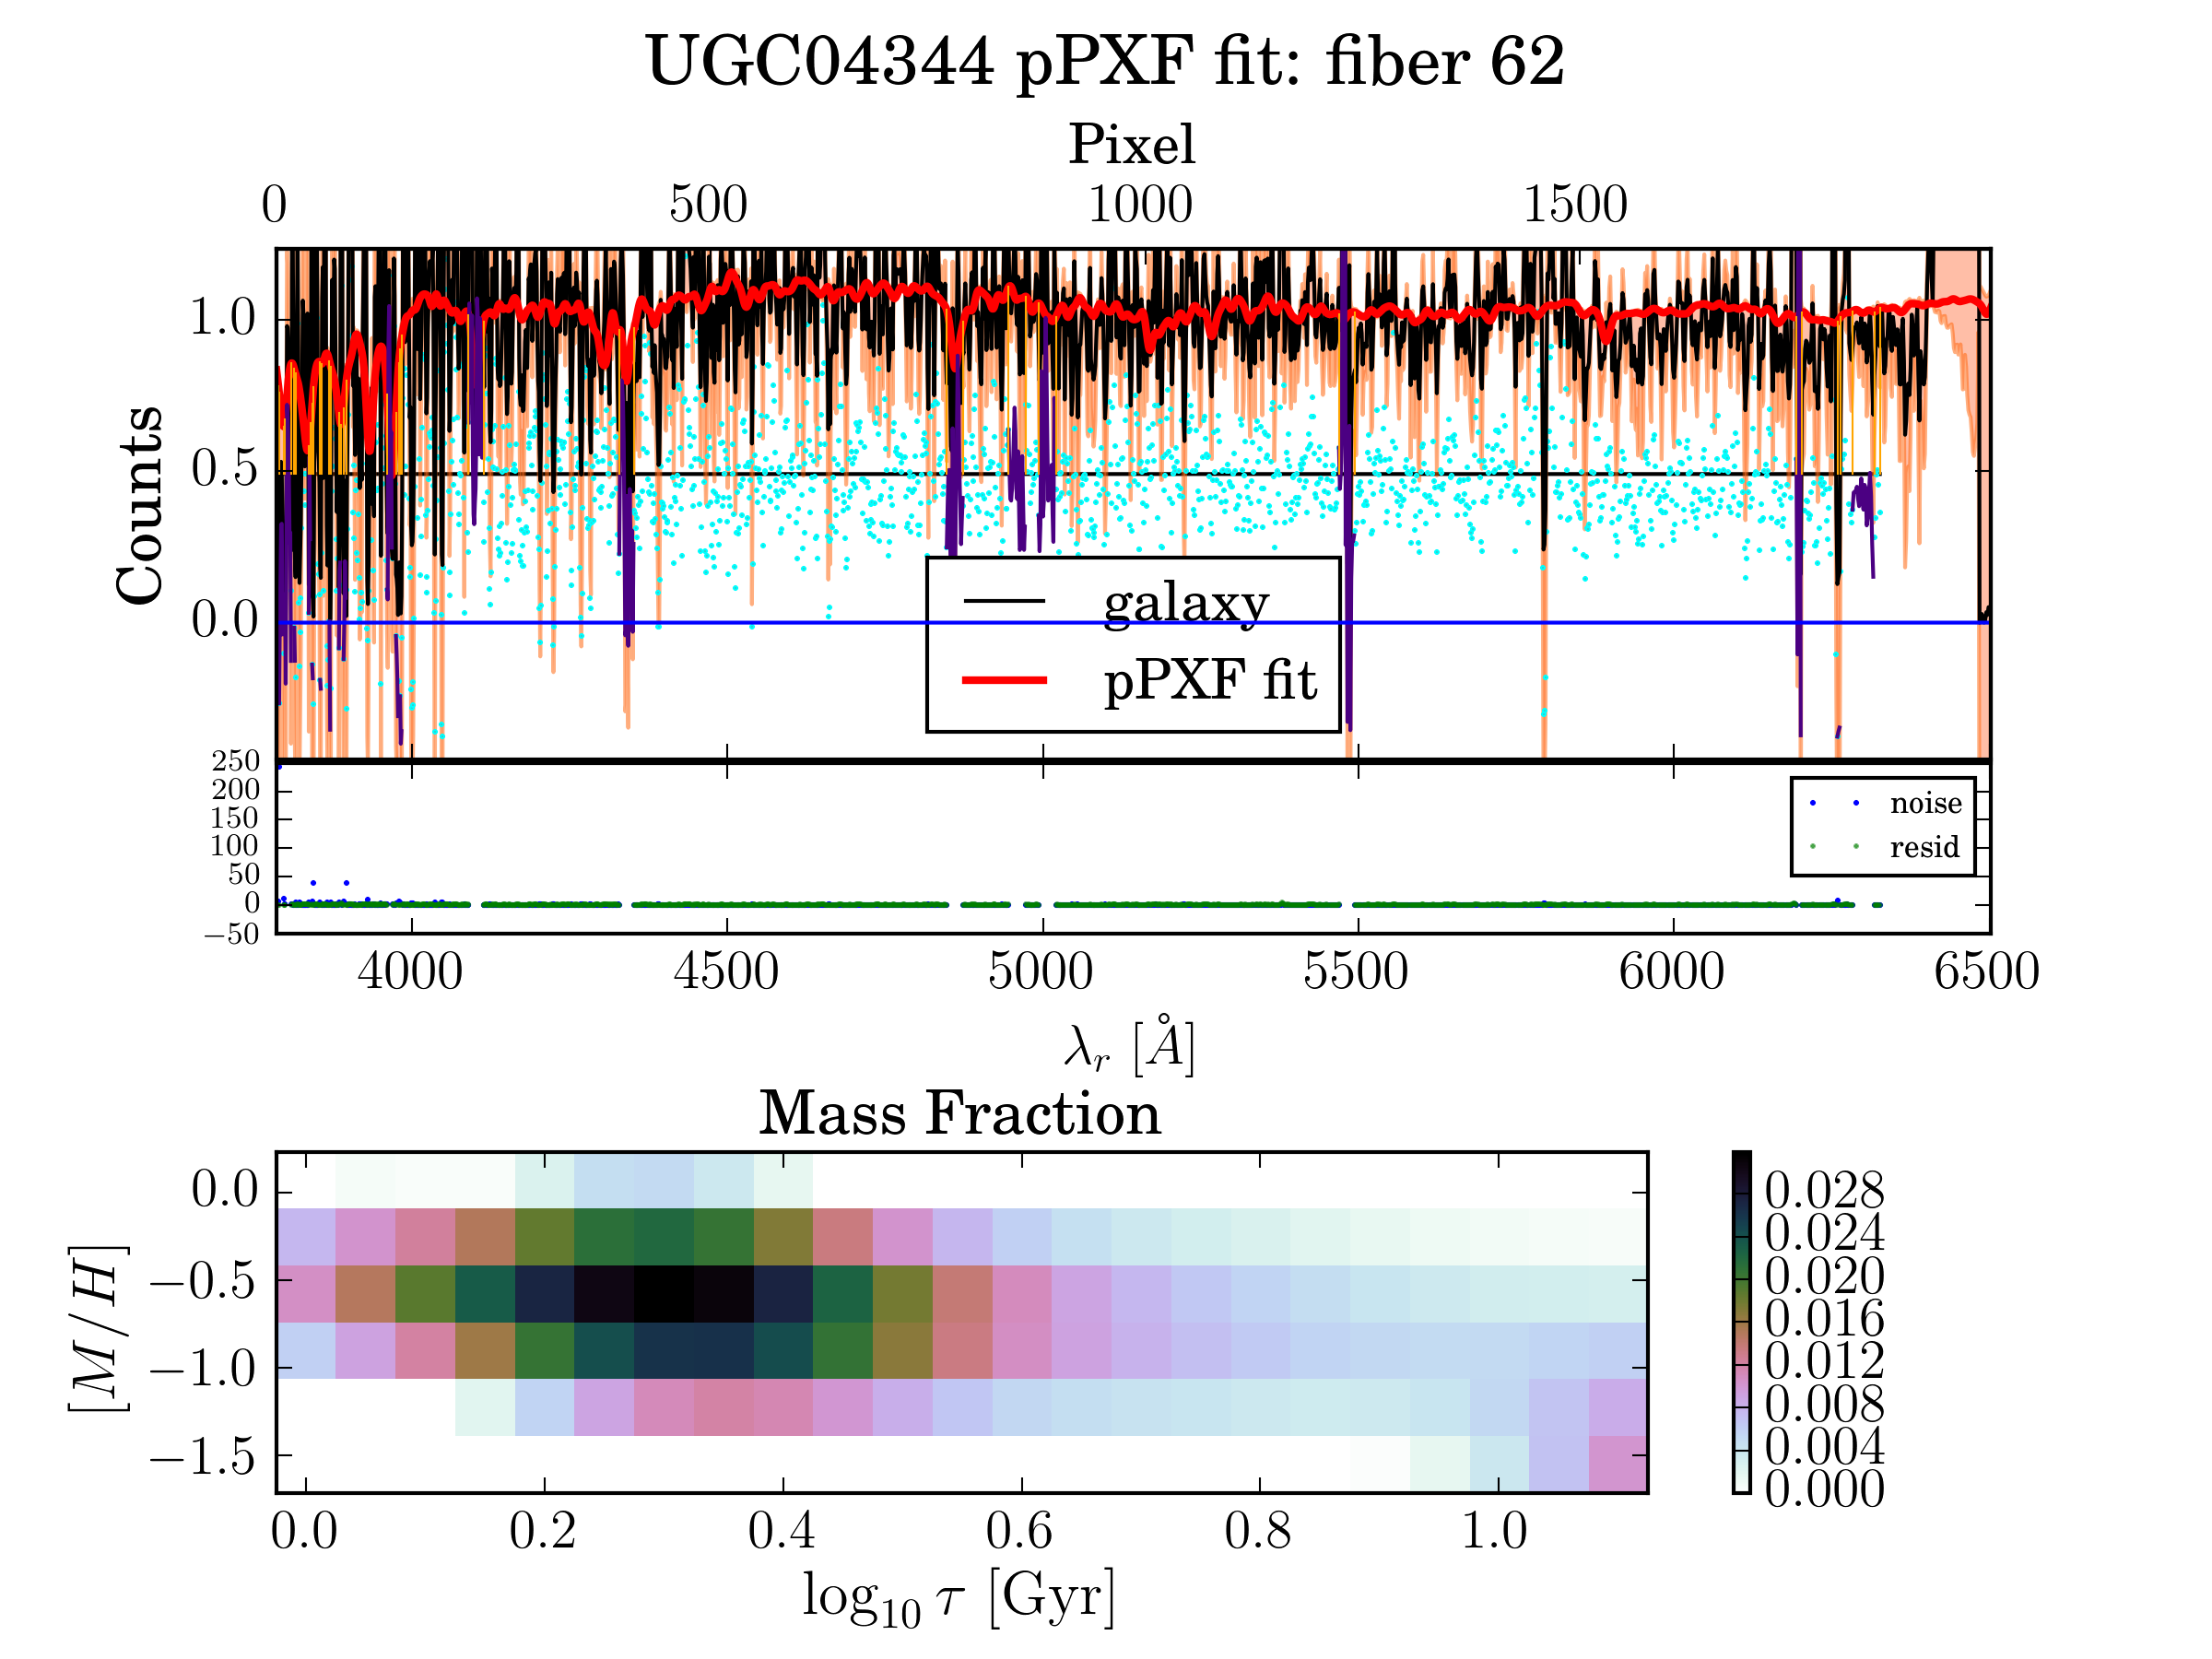 UGC04344 pPXF fit: fiber 62
Pixel
0 500 1000 1500
Counts
1.0
0.5
0.0
galaxy
pPXF fit
250
200
150
100
50
0
−50
noise
resid
4000 4500 5000 5500 6000 6500
λr [Å]
Mass Fraction
[M/H]
0.0
−0.5
−1.0
−1.5
0.0 0.2 0.4 0.6 0.8 1.0
log10 τ [Gyr]
0.028
0.024
0.020
0.016
0.012
0.008
0.004
0.000